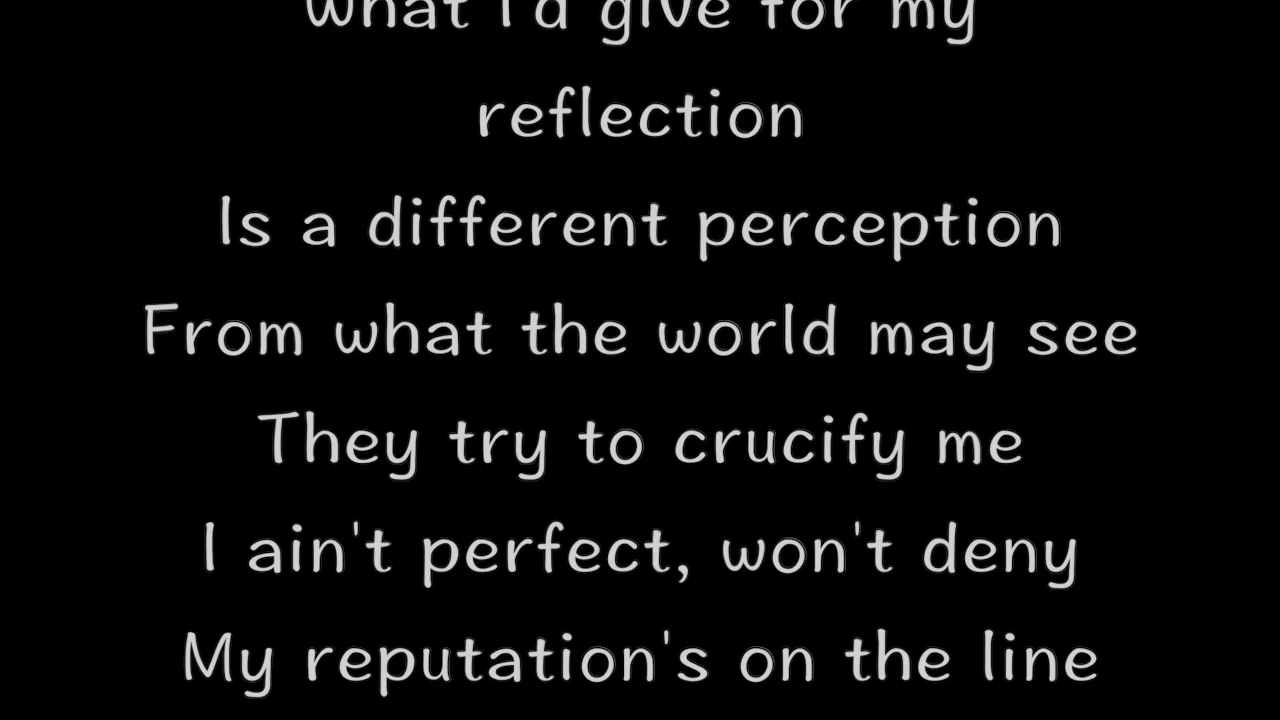 What I'd give for my
reflection
Is a different perception
From what the world may see
They try to crucify me
I ain't perfect, won't deny
My reputation's on the line